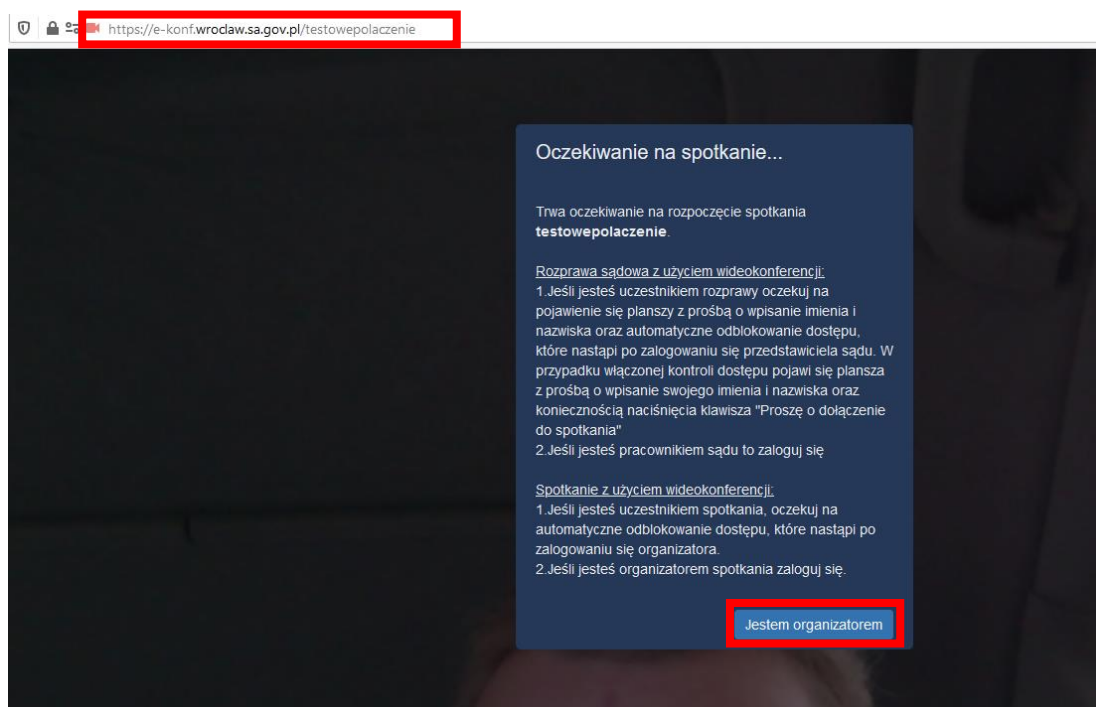 https://e-konf.wroclaw.sa.gov.pl/testowepolaczenie
Oczekiwanie na spotkanie...
Trwa oczekiwanie na rozpoczęcie spotkania
testowepolaczenie.
Rozprawa sądowa z użyciem wideokonferencji:
1.Jeśli jesteś uczestnikiem rozprawy oczekuj na
pojawienie się planszy z prośbą o wpisanie imienia i
nazwiska oraz automatyczne odblokowanie dostępu,
które nastąpi po zalogowaniu się przedstawiciela sądu. W
przypadku włączonej kontroli dostępu pojawi się plansza
z prośbą o wpisanie swojego imienia i nazwiska oraz
koniecznością naciśnięcia klawisza "Proszę o dołączenie
do spotkania"
2.Jeśli jesteś pracownikiem sądu to zaloguj się
Spotkanie z użyciem wideokonferencji:
1.Jeśli jesteś uczestnikiem spotkania, oczekuj na
automatyczne odblokowanie dostępu, które nastąpi po
zalogowaniu się organizatora.
2.Jeśli jesteś organizatorem spotkania zaloguj się.
Jestem organizatorem